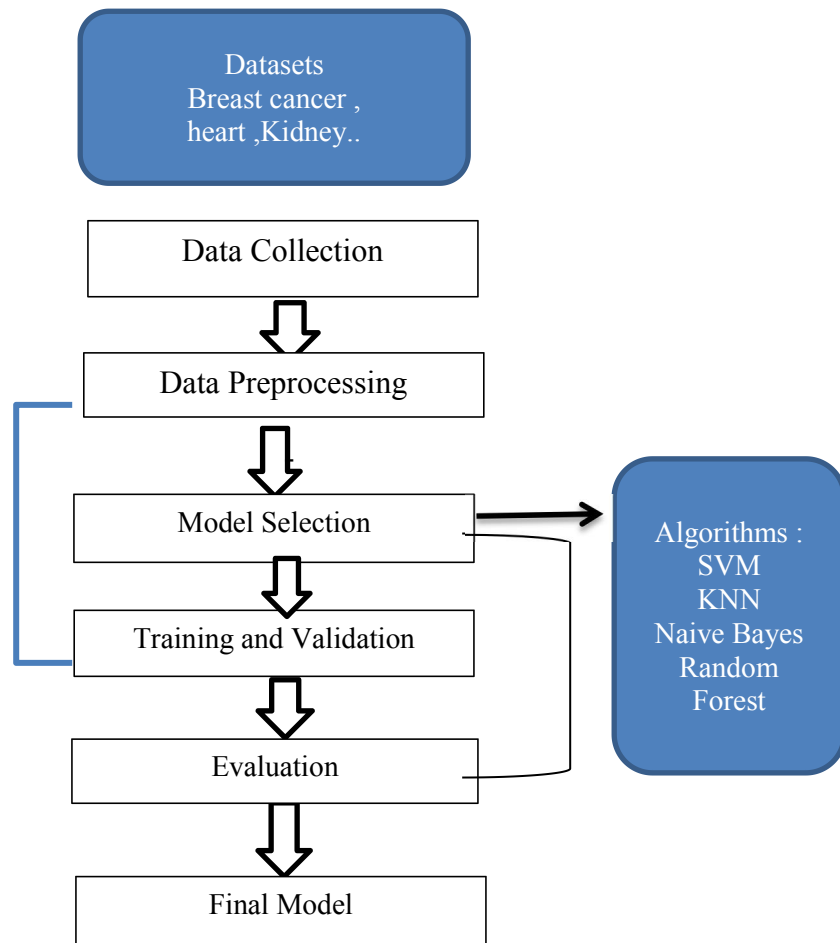 Datasets
Breast cancer ,
heart ,Kidney..
Data Collection
Data Preprocessing
Model Selection
Training and Validation
Evaluation
Final Model
Algorithms :
SVM
KNN
Naive Bayes
Random
Forest